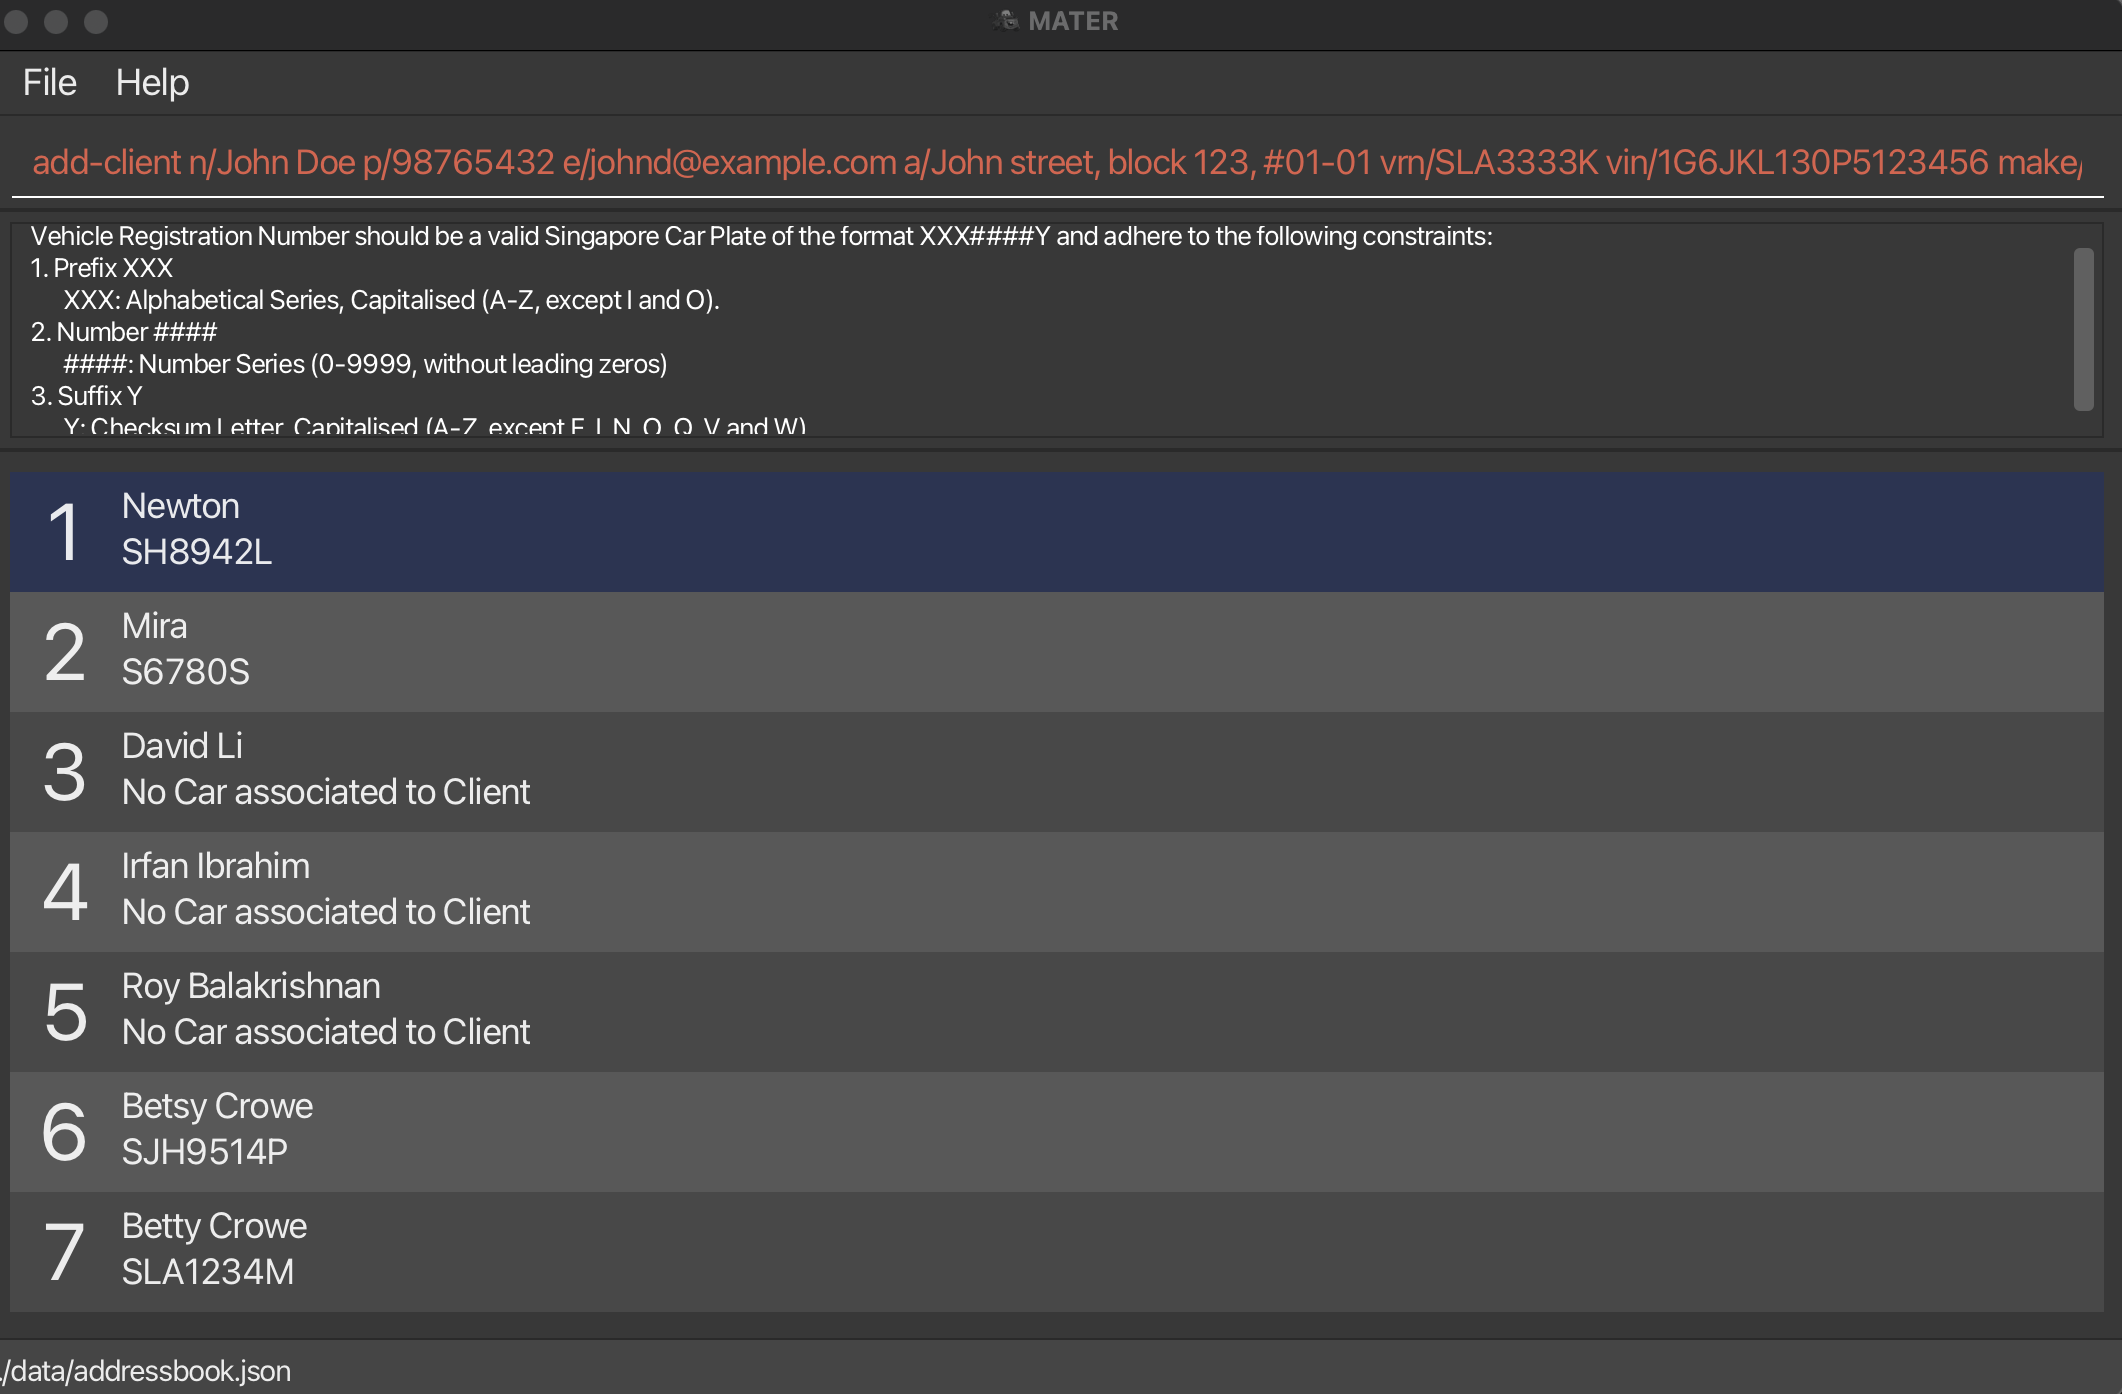 MATER
File Help
add-client n/John Doe p/98765432 e/johnd@example.com a/John street, block 123, #01-01 vrn/SLA3333K vin/1G6JKL130P5123456 make/
Vehicle Registration Number should be a valid Singapore Car Plate of the format XXX####Y and adhere to the following constraints:
1. Prefix XXX
XXX: Alphabetical Series, Capitalised (A-Z, except I and O).
2. Number ####
####: Number Series (0-9999, without leading zeros)
3. Suffix Y
Y: Checksum Letter, Capitalised (A-Z, except F, I, N, O, Q, V and W)
1 Newton
SH8942L
2 Mira
S6780S
3 David Li
No Car associated to Client
4 Irfan Ibrahim
No Car associated to Client
5 Roy Balakrishnan
No Car associated to Client
6 Betsy Crowe
SJH9514P
7 Betty Crowe
SLA1234M
./data/addressbook.json